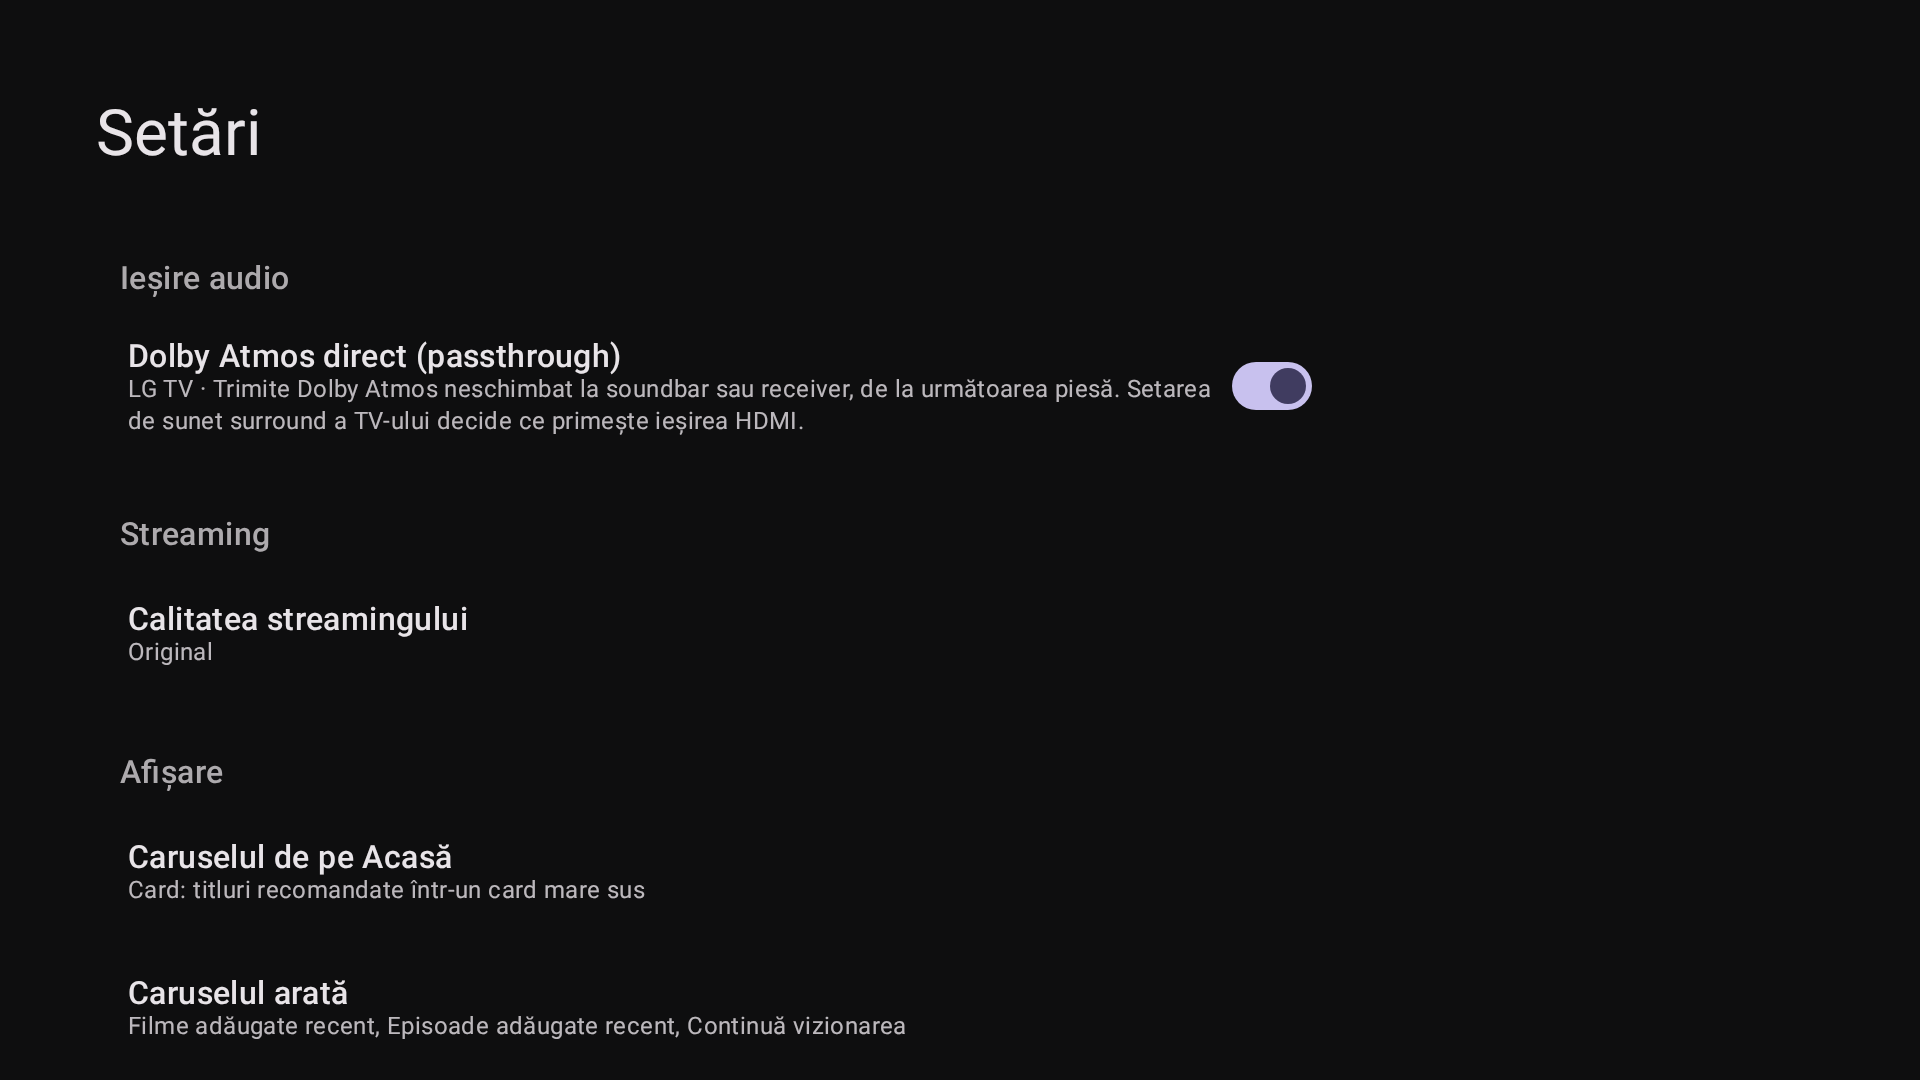 Setări
Ieșire audio
Dolby Atmos direct (passthrough)
LG TV · Trimite Dolby Atmos neschimbat la soundbar sau receiver, de la următoarea piesă. Setarea
de sunet surround a TV-ului decide ce primește ieșirea HDMI.
Streaming
Calitatea streamingului
Original
Afișare
Caruselul de pe Acasă
Card: titluri recomandate într-un card mare sus
Caruselul arată
Filme adăugate recent, Episoade adăugate recent, Continuă vizionarea